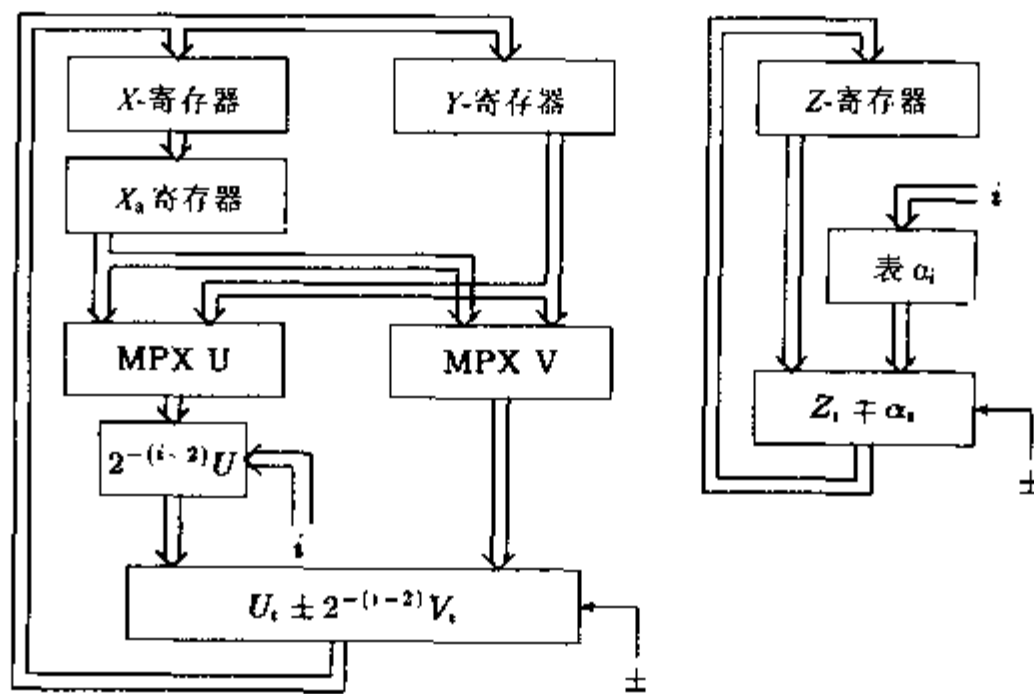 X-寄存器
Y-寄存器
Xa寄存器
MPX U
MPX V
2^{-(i-2)}U
i
U_i ± 2^{-(i-2)}V_i
±
Z-寄存器
i
表 α_i
Z_i ∓ α_i
±